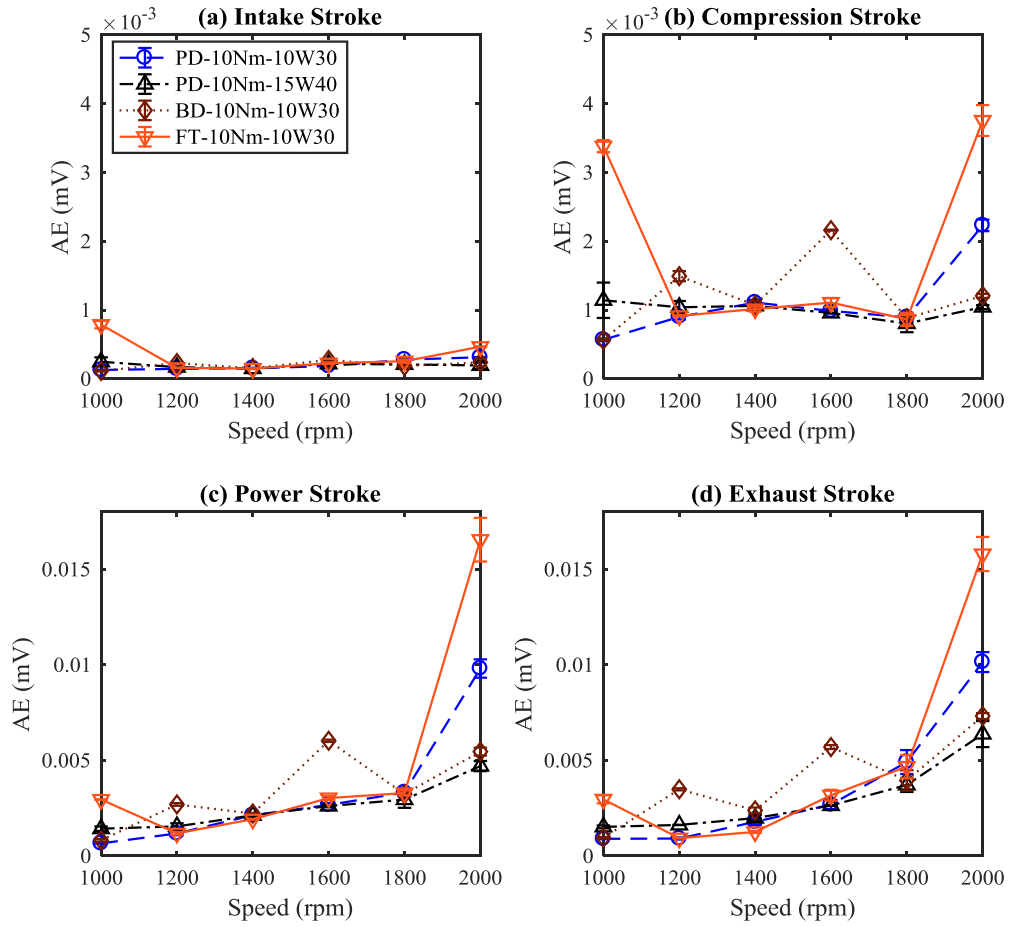 (a) Intake Stroke
× 10⁻³
5
4
3
2
1
0
AE (mV)
1000 1200 1400 1600 1800 2000
Speed (rpm)
PD-10Nm-10W30
PD-10Nm-15W40
BD-10Nm-10W30
FT-10Nm-10W30
(b) Compression Stroke
× 10⁻³
5
4
3
2
1
0
AE (mV)
1000 1200 1400 1600 1800 2000
Speed (rpm)
(c) Power Stroke
0.015
0.01
0.005
0
AE (mV)
1000 1200 1400 1600 1800 2000
Speed (rpm)
(d) Exhaust Stroke
0.015
0.01
0.005
0
AE (mV)
1000 1200 1400 1600 1800 2000
Speed (rpm)